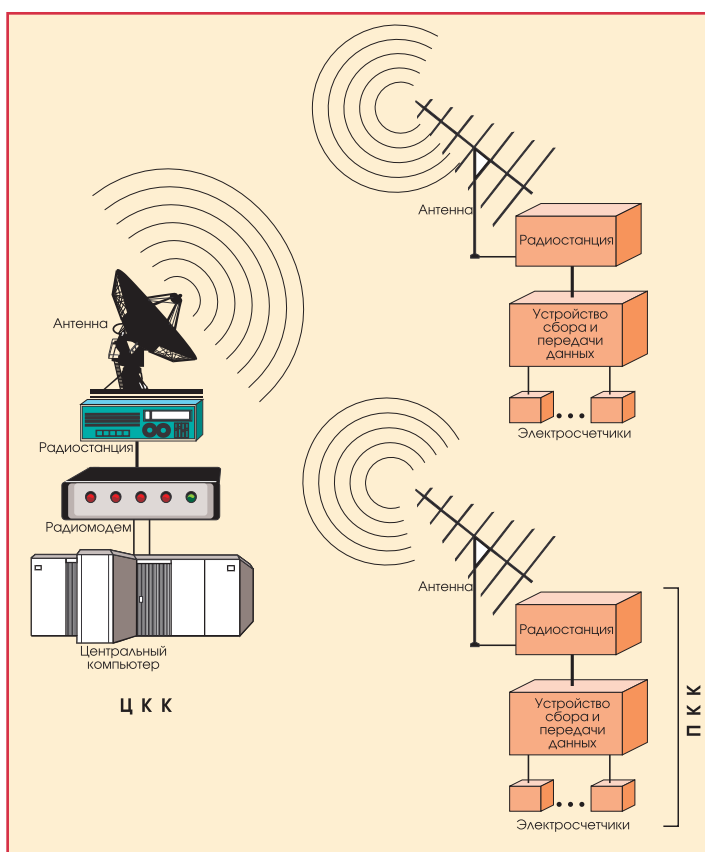 Антенна
Радиостанция
Радиомодем
Центральный
компьютер
Ц К К
Антенна
Радиостанция
Устройство
сбора и
передачи
данных
Электросчетчики
Антенна
Радиостанция
Устройство
сбора и
передачи
данных
Электросчетчики
П К К